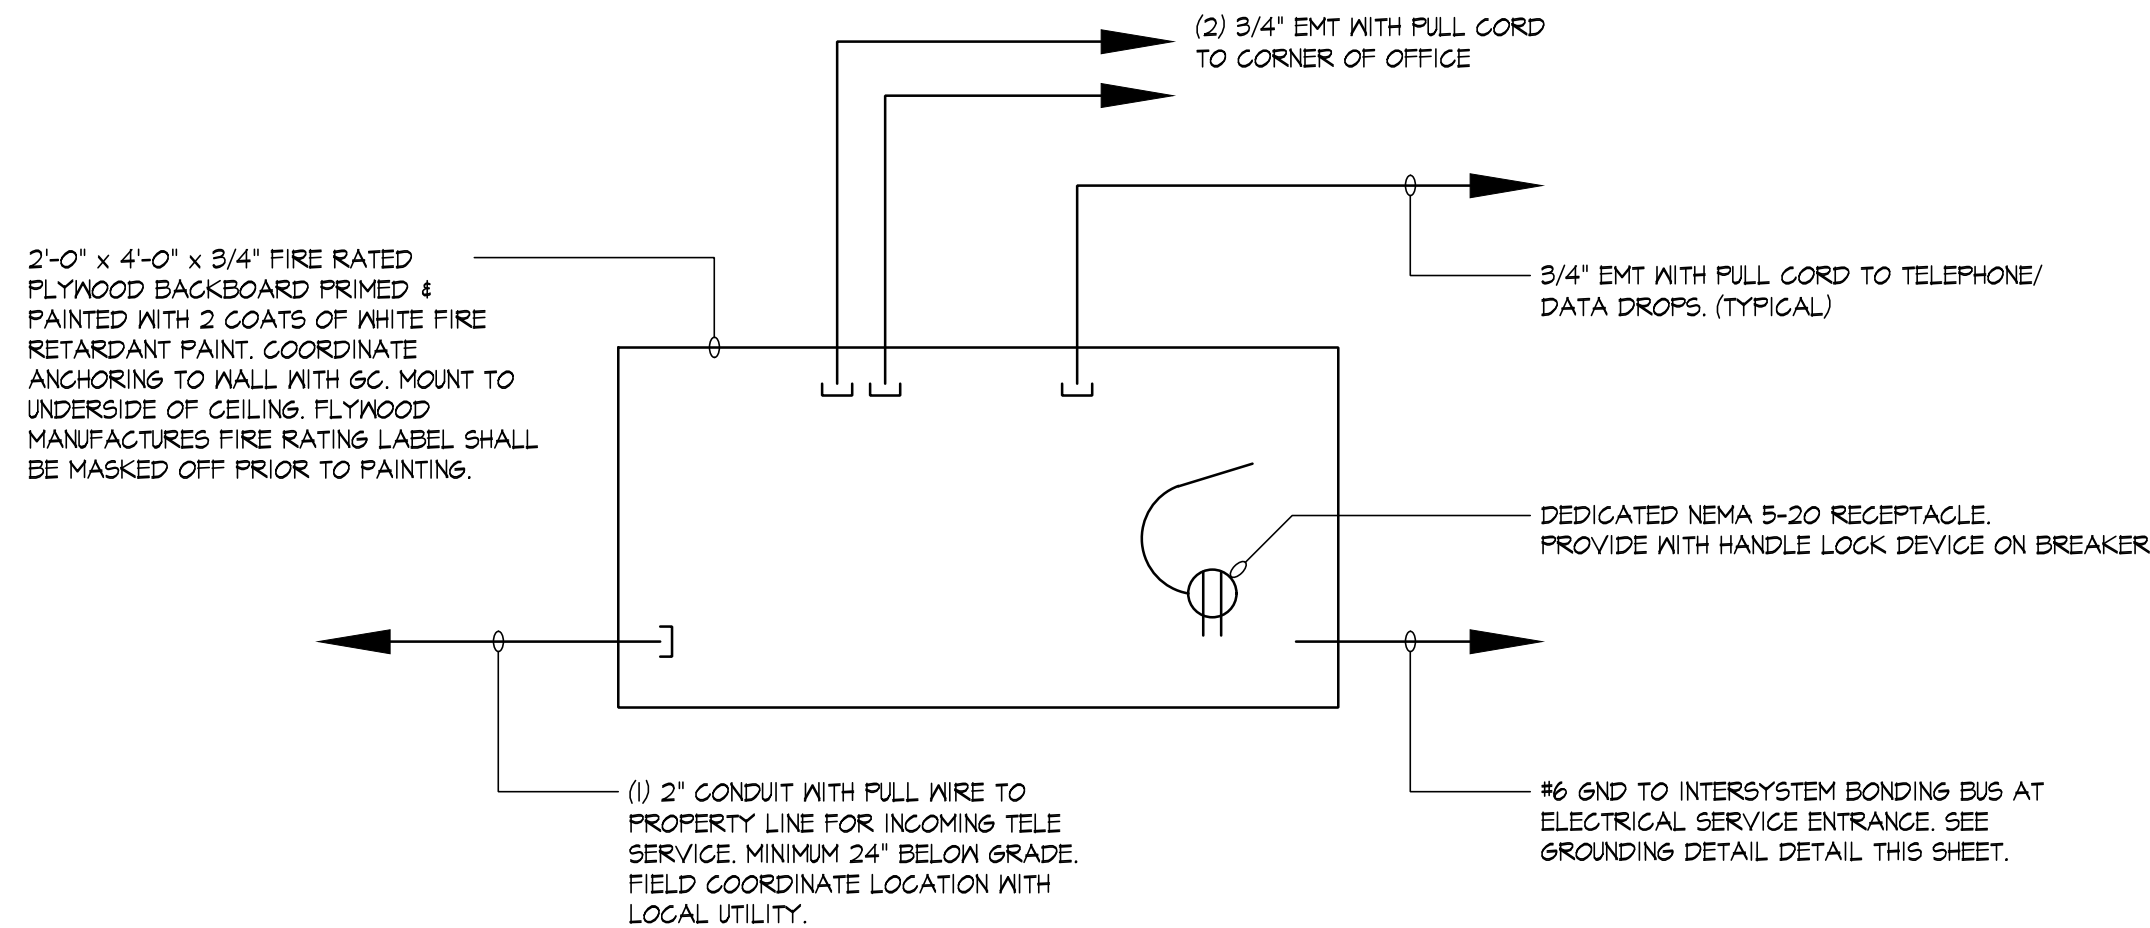 (2) 3/4" EMT WITH PULL CORD
TO CORNER OF OFFICE
2'-0" x 4'-0" x 3/4" FIRE RATED
PLYWOOD BACKBOARD PRIMED &
PAINTED WITH 2 COATS OF WHITE FIRE
RETARDANT PAINT. COORDINATE
ANCHORING TO WALL WITH GC. MOUNT TO
UNDERSIDE OF CEILING. FLYWOOD
MANUFACTURES FIRE RATING LABEL SHALL
BE MASKED OFF PRIOR TO PAINTING.
3/4" EMT WITH PULL CORD TO TELEPHONE/
DATA DROPS. (TYPICAL)
DEDICATED NEMA 5-20 RECEPTACLE.
PROVIDE WITH HANDLE LOCK DEVICE ON BREAKER
(1) 2" CONDUIT WITH PULL WIRE TO
PROPERTY LINE FOR INCOMING TELE
SERVICE. MINIMUM 24" BELOW GRADE.
FIELD COORDINATE LOCATION WITH
LOCAL UTILITY.
#6 GND TO INTERSYSTEM BONDING BUS AT
ELECTRICAL SERVICE ENTRANCE. SEE
GROUNDING DETAIL DETAIL THIS SHEET.